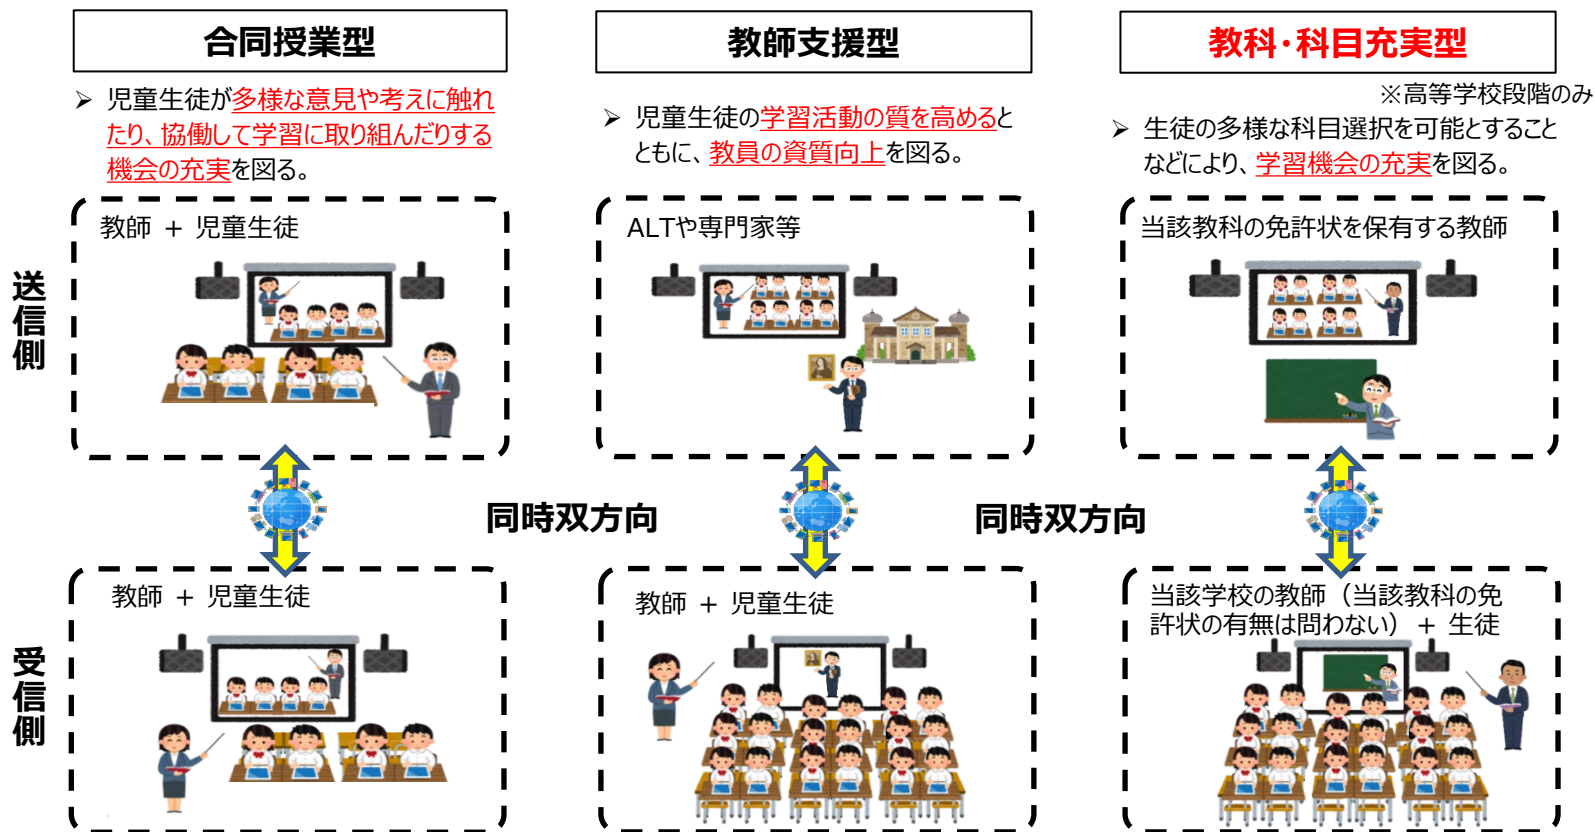 合同授業型
教師支援型
教科・科目充実型
※高等学校段階のみ
➢ 児童生徒が多様な意見や考えに触れ
たり、協働して学習に取り組んだりする
機会の充実を図る。
➢ 児童生徒の学習活動の質を高めると
ともに、教員の資質向上を図る。
➢ 生徒の多様な科目選択を可能とすること
などにより、学習機会の充実を図る。
送信側
教師 + 児童生徒
ALTや専門家等
当該教科の免許状を保有する教師
同時双方向
同時双方向
受信側
教師 + 児童生徒
教師 + 児童生徒
当該学校の教師（当該教科の免
許状の有無は問わない）+ 生徒